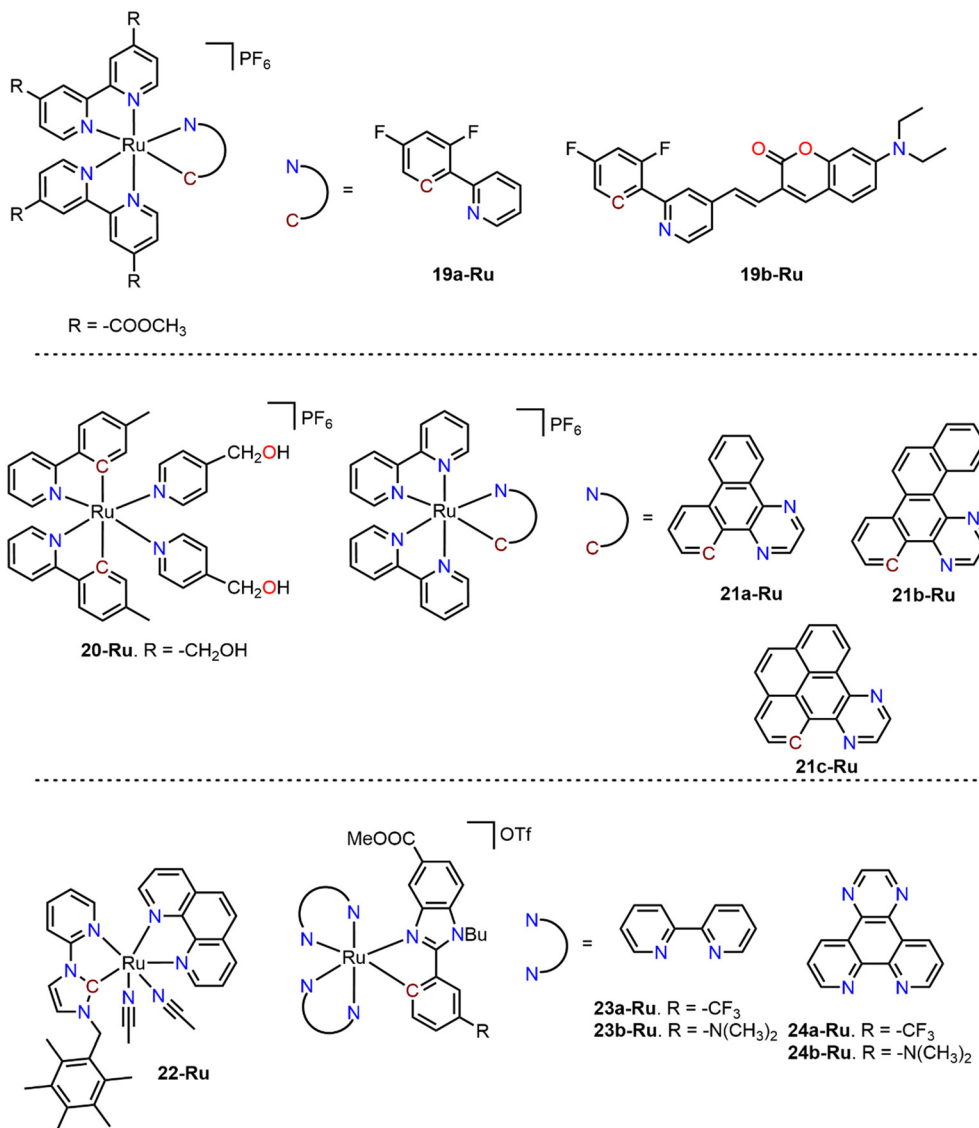 R
PF₆
R
N
N
Ru
N
C
N
N
R
R
N
C
=
F
F
C
N
19a-Ru
F
F
C
N
O
O
N
19b-Ru
R = -COOCH₃
PF₆
CH₂OH
C
N
N
Ru
N
N
C
CH₂OH
20-Ru. R = -CH₂OH
PF₆
N
N
N
Ru
N
C
N
N
C
=
N
C
N
21a-Ru
N
C
N
21b-Ru
N
C
N
21c-Ru
OTf
MeOOC
N
N
Ru
N
N
C
N
N
N
22-Ru
N
N
Ru
N
N
N
NBu
C
R
N
N
=
N
N
23a-Ru. R = -CF₃
23b-Ru. R = -N(CH₃)₂
N
N
N
N
24a-Ru. R = -CF₃
24b-Ru. R = -N(CH₃)₂